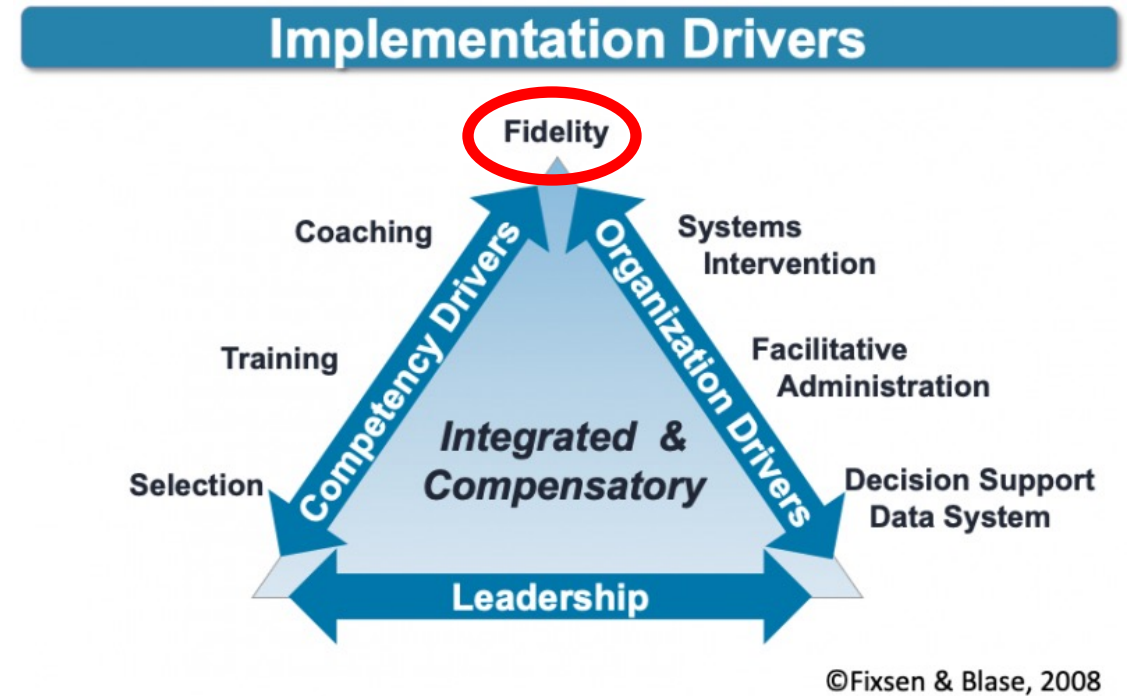 Implementation Drivers
Fidelity
Coaching
Training
Selection
Competency Drivers
Organization Drivers
Systems
Intervention
Facilitative
Administration
Decision Support
Data System
Integrated &
Compensatory
Leadership
©Fixsen & Blase, 2008